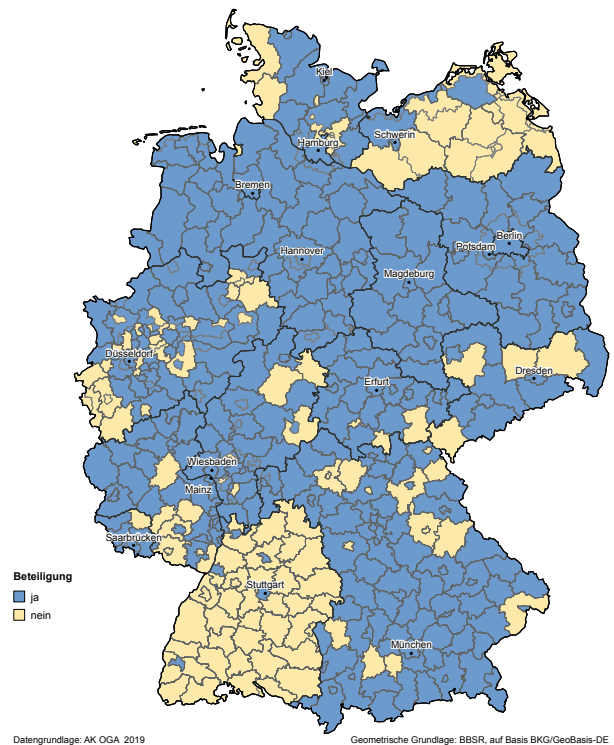 Kiel
Schwerin
Hamburg
Bremen
Berlin
Potsdam
Hannover
Magdeburg
Düsseldorf
Dresden
Erfurt
Wiesbaden
Mainz
Saarbrücken
Stuttgart
München
Beteiligung
ja
nein
Datengrundlage: AK OGA 2019
Geometrische Grundlage: BBSR, auf Basis BKG/GeoBasis-DE